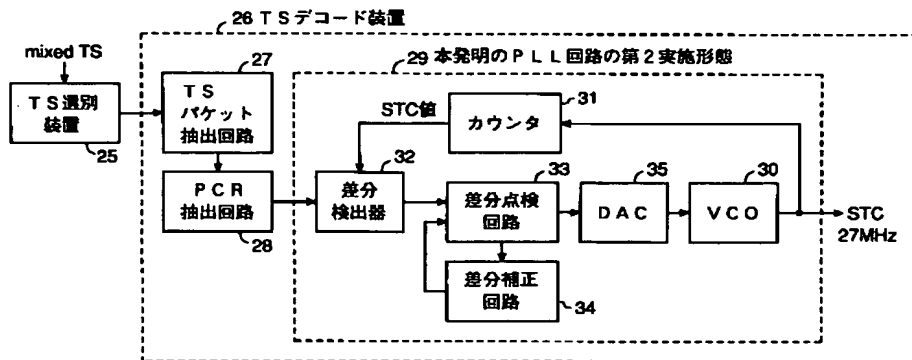 26 TSデコード装置
mixed TS
TS選別
装置
25
27
TS
パケット
抽出回路
PCR
抽出回路
28
29 本発明のPLL回路の第2実施形態
STC値
カウンタ
31
32
差分
検出器
33
差分点検
回路
35
DAC
30
VCO
STC
27MHz
差分補正
回路
34